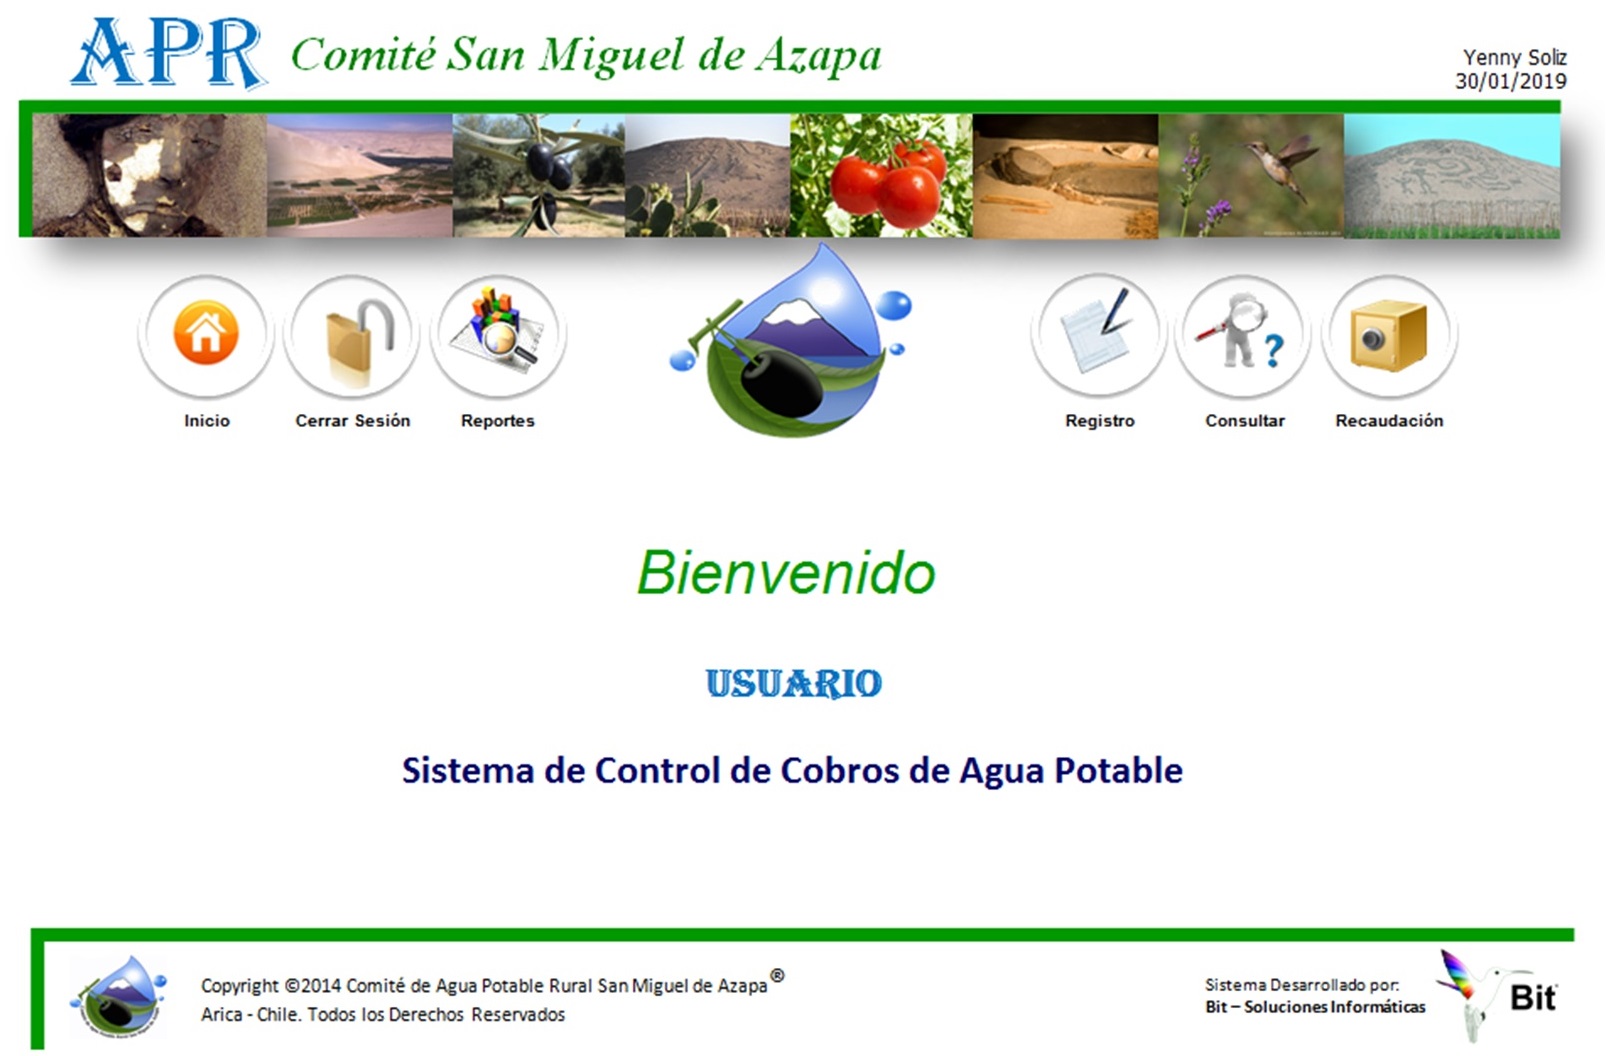 APR Comité San Miguel de Azapa
Yenny Soliz
30/01/2019
Inicio
Cerrar Sesión
Reportes
Registro
Consultar
Recaudación
Bienvenido
USUARIO
Sistema de Control de Cobros de Agua Potable
Copyright ©2014 Comité de Agua Potable Rural San Miguel de Azapa®
Arica - Chile. Todos los Derechos Reservados
Sistema Desarrollado por:
Bit – Soluciones Informáticas
Bit